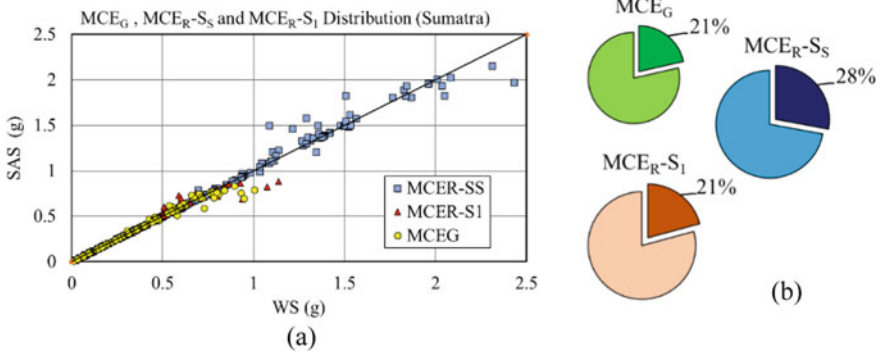 MCE_G , MCE_R-S_S and MCE_R-S_1 Distribution (Sumatra)
2.5
2
1.5
1
0.5
0
SAS (g)
MCER-SS
MCER-S1
MCEG
0 0.5 1 1.5 2 2.5
WS (g)
(a)
MCE_G
21%
MCE_R-S_S
28%
MCE_R-S_1
21%
(b)